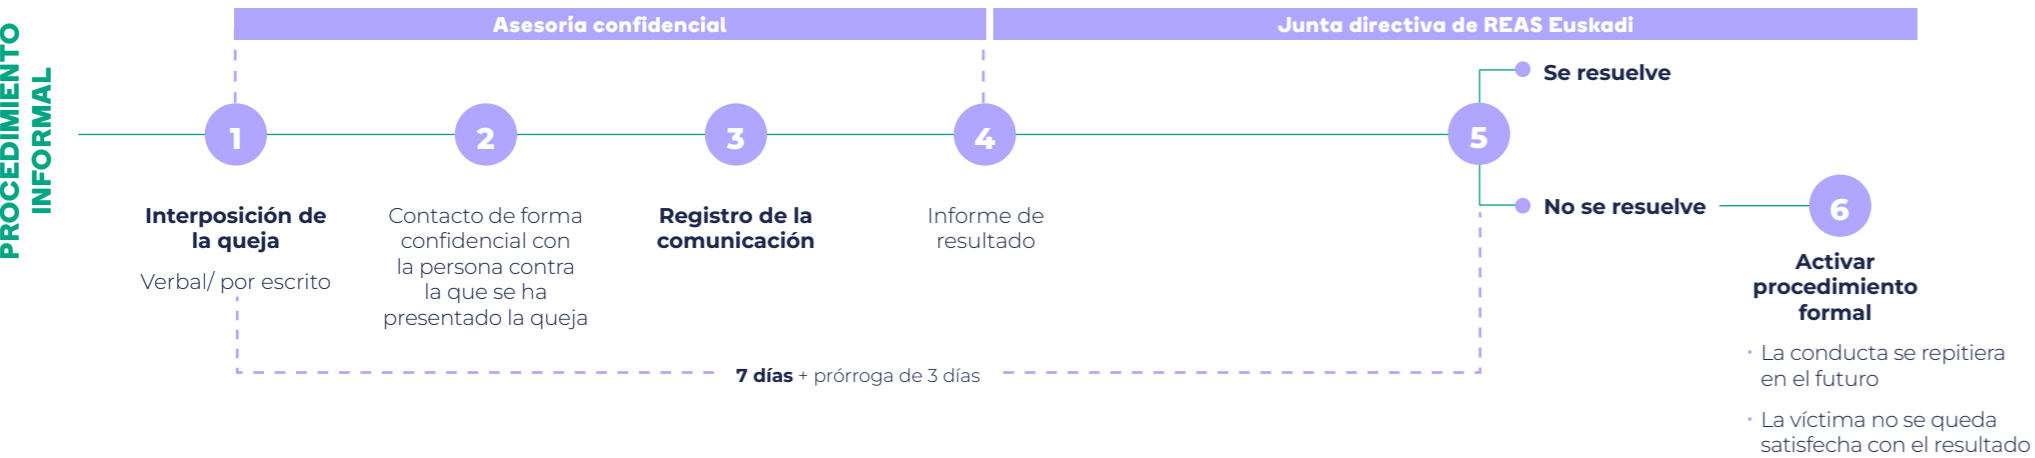 PROCEDIMIENTO
INFORMAL
Asesoría confidencial
Junta directiva de REAS Euskadi
1
2
3
4
5
Se resuelve
No se resuelve
6
Interposición de
la queja
Verbal/ por escrito
Contacto de forma
confidencial con
la persona contra
la que se ha
presentado la queja
Registro de la
comunicación
Informe de
resultado
Activar
procedimiento
formal
· La conducta se repitiera
en el futuro
· La víctima no se queda
satisfecha con el resultado
7 días + prórroga de 3 días